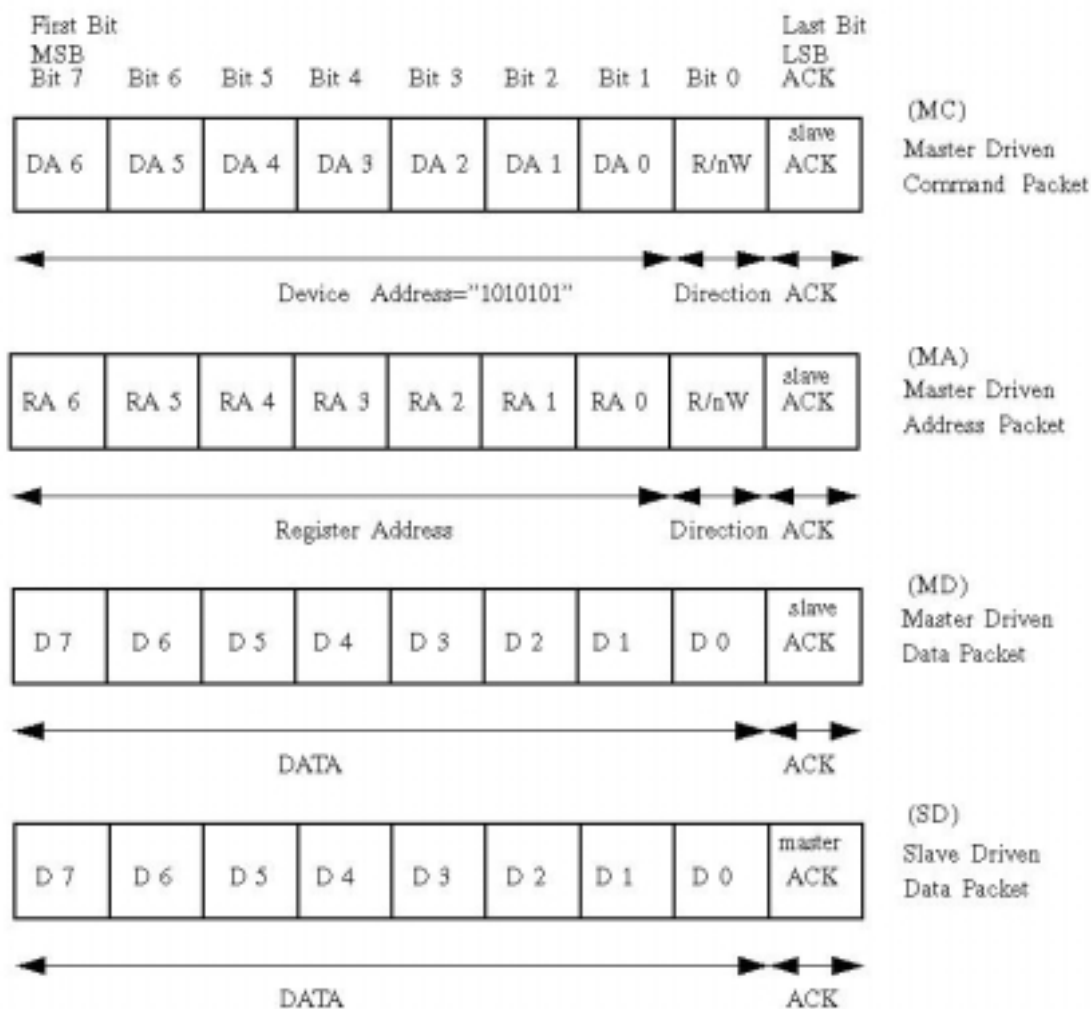 First Bit Last Bit
MSB LSB
Bit 7 Bit 6 Bit 5 Bit 4 Bit 3 Bit 2 Bit 1 Bit 0 ACK
(MC)
slave
DA 6 DA 5 DA 4 DA 3 DA 2 DA 1 DA 0 R/nW ACK
Master Driven
Command Packet
Device Address="1010101" Direction ACK
(MA)
slave
RA 6 RA 5 RA 4 RA 3 RA 2 RA 1 RA 0 R/nW ACK
Master Driven
Address Packet
Register Address Direction ACK
(MD)
slave
D 7 D 6 D 5 D 4 D 3 D 2 D 1 D 0 ACK
Master Driven
Data Packet
DATA ACK
(SD)
master
D 7 D 6 D 5 D 4 D 3 D 2 D 1 D 0 ACK
Slave Driven
Data Packet
DATA ACK